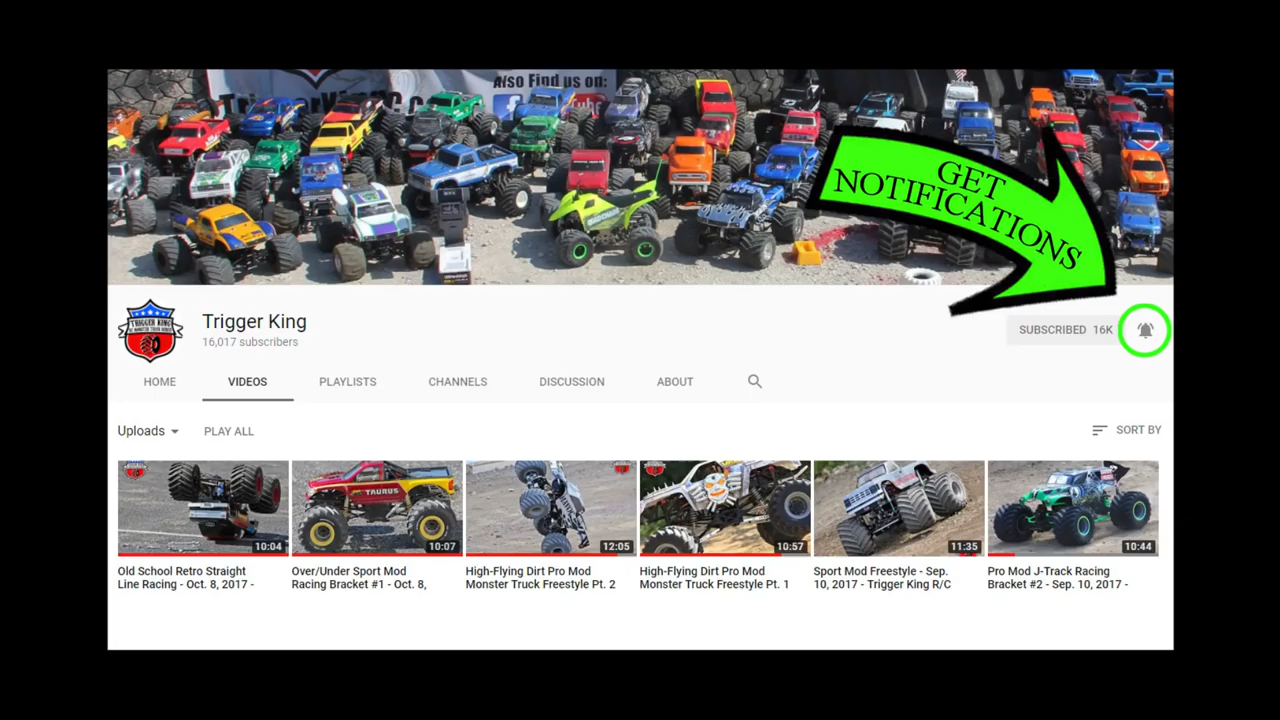 Also Find us on:
GET
NOTIFICATIONS
TRIGGER KING
Trigger King
16,017 subscribers
SUBSCRIBED 16K
HOME
VIDEOS
PLAYLISTS
CHANNELS
DISCUSSION
ABOUT
Uploads
PLAY ALL
SORT BY
TAURUS
10:04
10:07
12:05
10:57
11:35
10:44
Old School Retro Straight
Line Racing - Oct. 8, 2017 -
Over/Under Sport Mod
Racing Bracket #1 - Oct. 8,
High-Flying Dirt Pro Mod
Monster Truck Freestyle Pt. 2
High-Flying Dirt Pro Mod
Monster Truck Freestyle Pt. 1
Sport Mod Freestyle - Sep.
10, 2017 - Trigger King R/C
Pro Mod J-Track Racing
Bracket #2 - Sep. 10, 2017 -